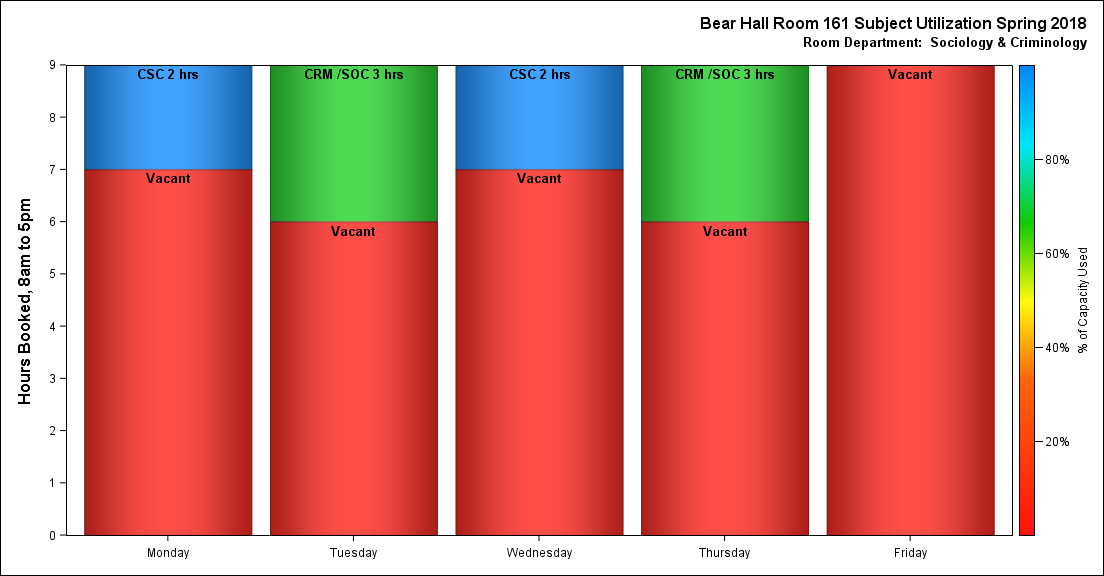 Bear Hall Room 161 Subject Utilization Spring 2018
Room Department:  Sociology & Criminology
Hours Booked, 8am to 5pm
9
8
7
6
5
4
3
2
1
0
CSC 2 hrs
Vacant
CRM /SOC 3 hrs
Vacant
CSC 2 hrs
Vacant
CRM /SOC 3 hrs
Vacant
Vacant
Monday
Tuesday
Wednesday
Thursday
Friday
80%
60%
40%
20%
% of Capacity Used